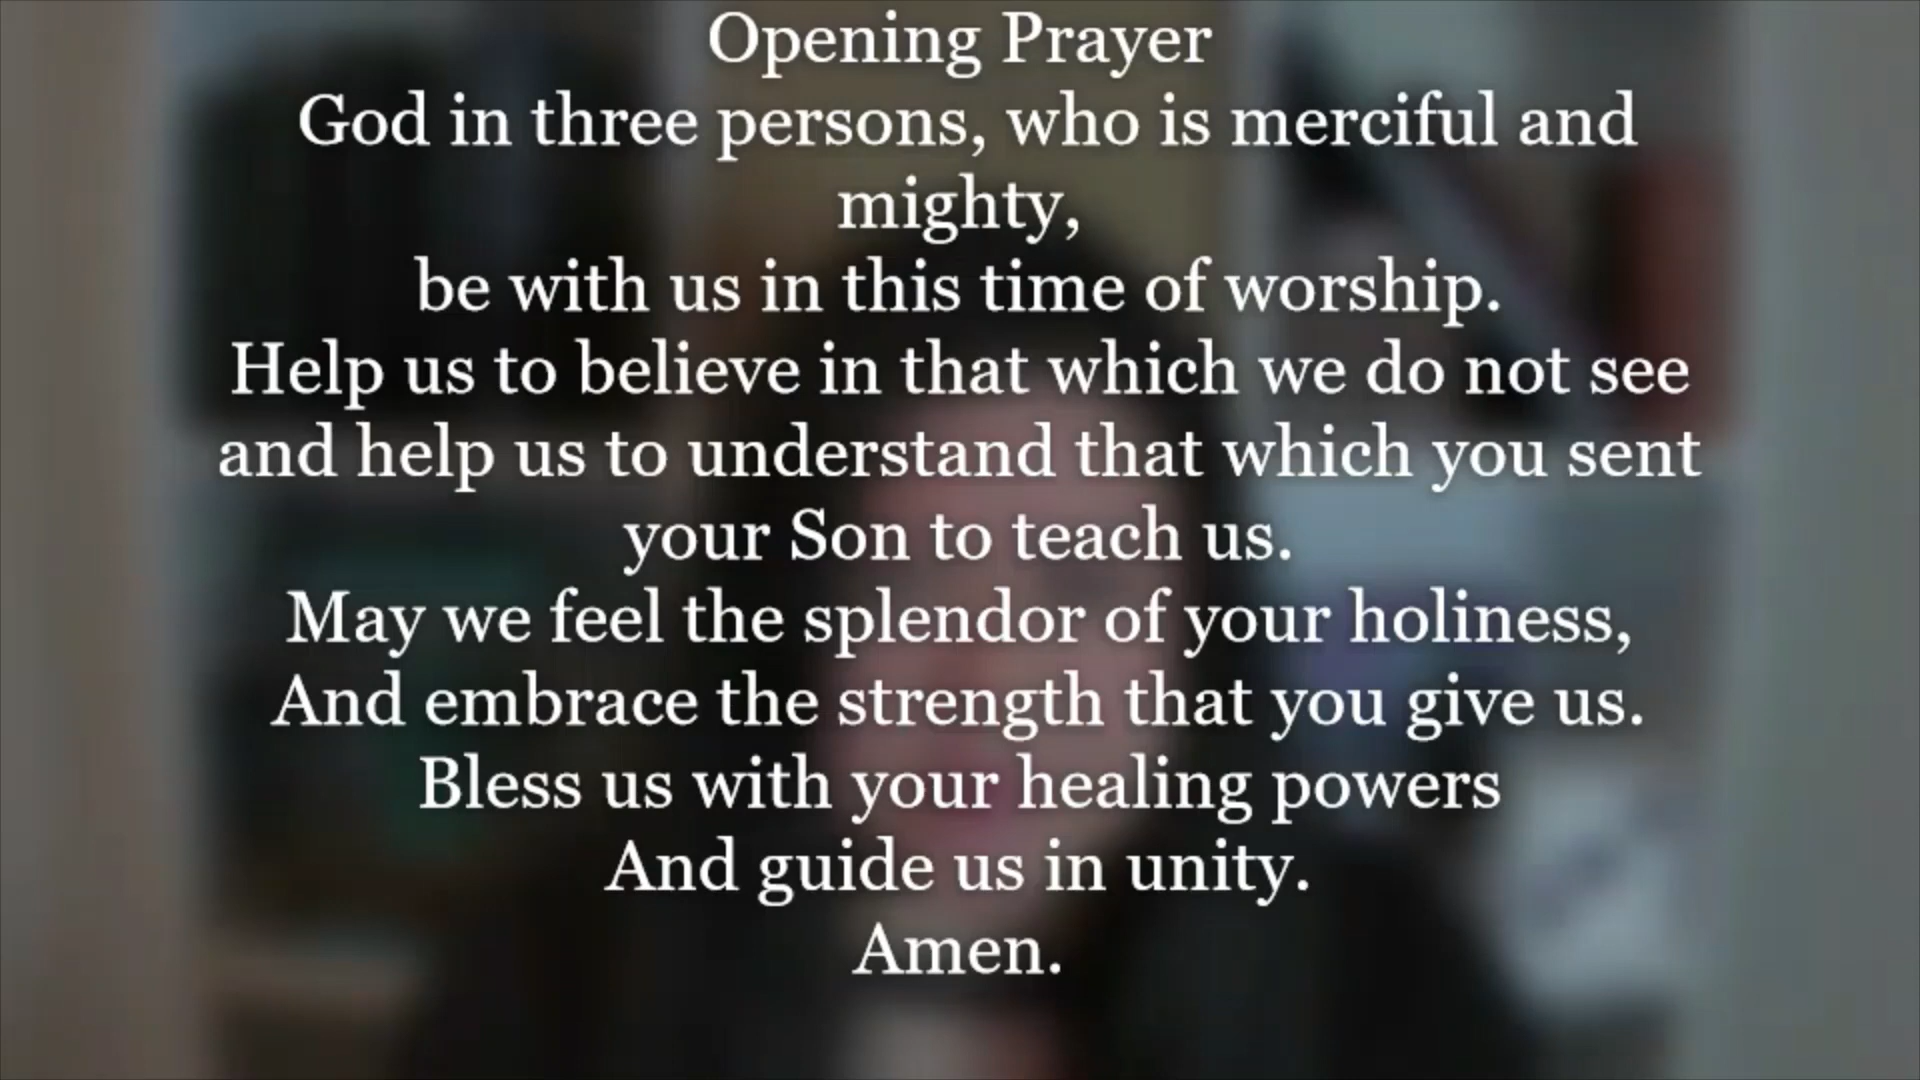 Opening Prayer
God in three persons, who is merciful and
mighty,
be with us in this time of worship.
Help us to believe in that which we do not see
and help us to understand that which you sent
your Son to teach us.
May we feel the splendor of your holiness,
And embrace the strength that you give us.
Bless us with your healing powers
And guide us in unity.
Amen.